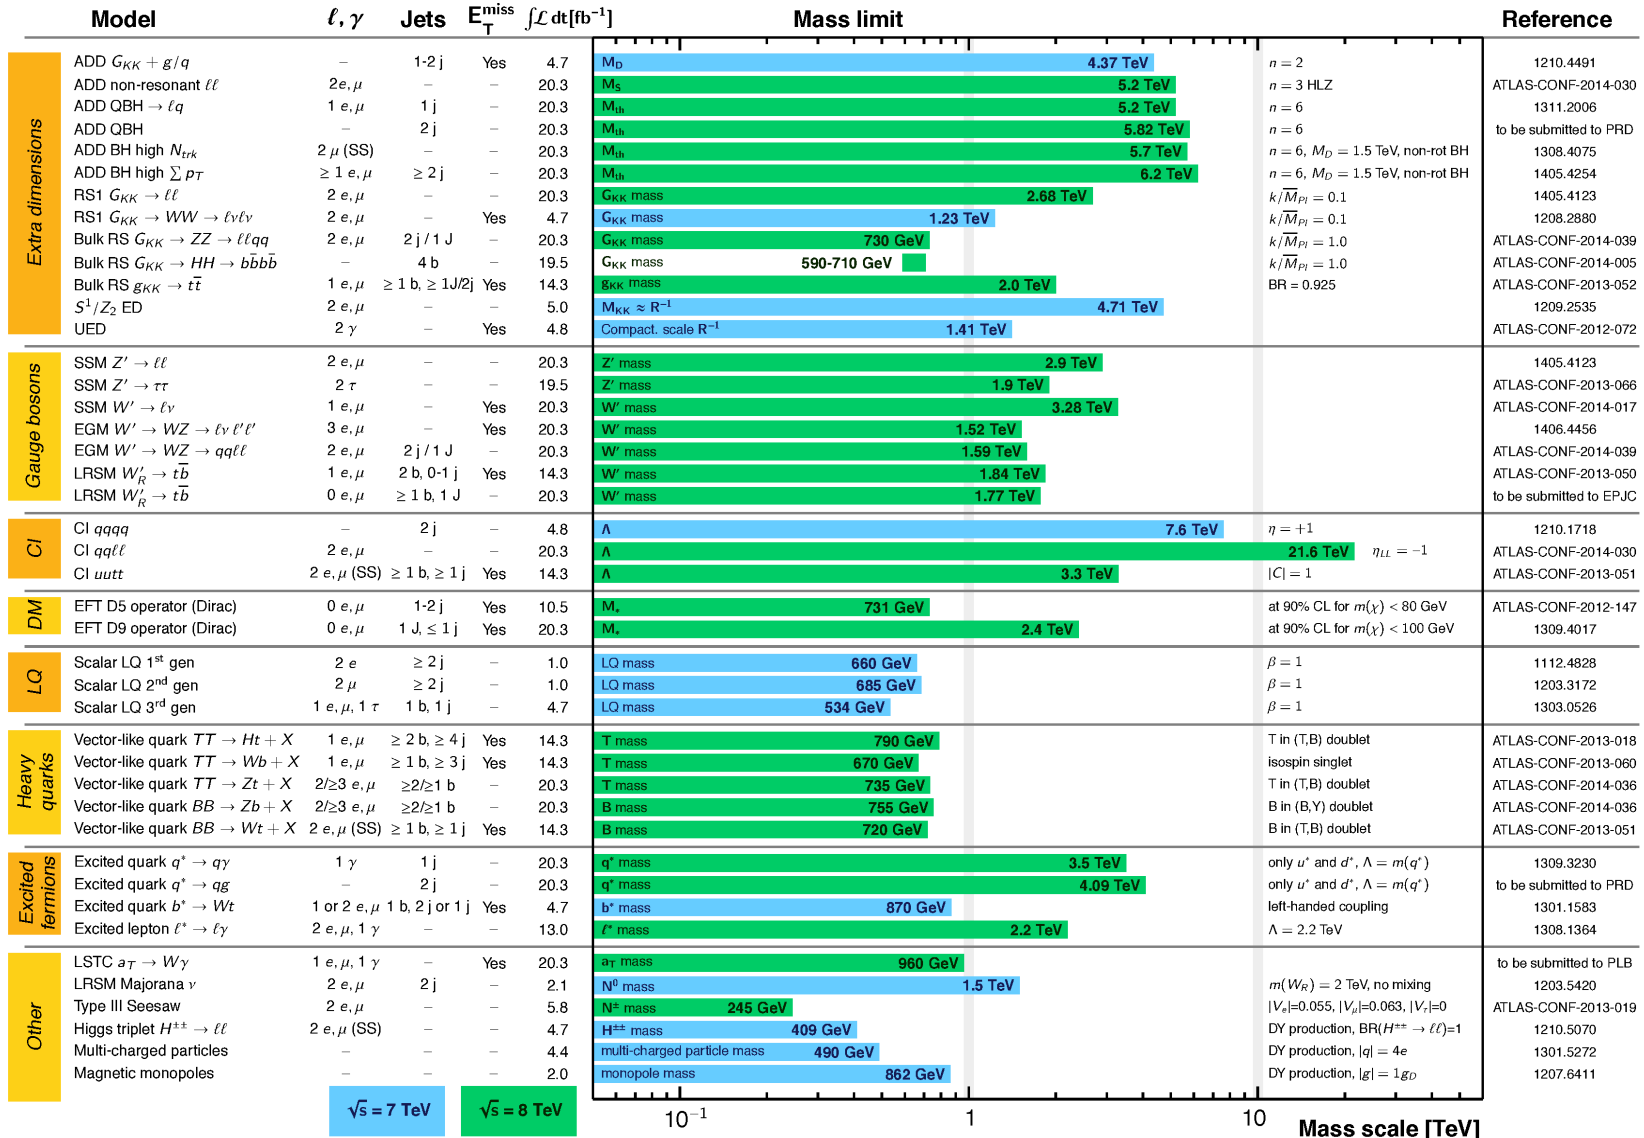 Model ℓ, γ Jets E_T^miss ∫ℒ dt[fb⁻¹] Mass limit Reference
Extra dimensions
ADD G_KK + g/q – 1-2 j Yes 4.7 M_D 4.37 TeV n = 2 1210.4491
ADD non-resonant ℓℓ 2e, μ – – 20.3 M_S 5.2 TeV n = 3 HLZ ATLAS-CONF-2014-030
ADD QBH → ℓq 1 e, μ 1 j – 20.3 M_th 5.2 TeV n = 6 1311.2006
ADD QBH – 2 j – 20.3 M_th 5.82 TeV n = 6 to be submitted to PRD
ADD BH high N_trk 2 μ (SS) – – 20.3 M_th 5.7 TeV n = 6, M_D = 1.5 TeV, non-rot BH 1308.4075
ADD BH high ∑ p_T ≥ 1 e, μ ≥ 2 j – 20.3 M_th 6.2 TeV n = 6, M_D = 1.5 TeV, non-rot BH 1405.4254
RS1 G_KK → ℓℓ 2 e, μ – – 20.3 G_KK mass 2.68 TeV k/M̅_Pl = 0.1 1405.4123
RS1 G_KK → WW → ℓνℓν 2 e, μ – Yes 4.7 G_KK mass 1.23 TeV k/M̅_Pl = 0.1 1208.2880
Bulk RS G_KK → ZZ → ℓℓqq 2 e, μ 2 j / 1 J – 20.3 G_KK mass 730 GeV k/M̅_Pl = 1.0 ATLAS-CONF-2014-039
Bulk RS G_KK → HH → bb̅bb̅ – 4 b – 19.5 G_KK mass 590-710 GeV k/M̅_Pl = 1.0 ATLAS-CONF-2014-005
Bulk RS g_KK → tt̅ 1 e, μ ≥ 1 b, ≥ 1J/2j Yes 14.3 g_KK mass 2.0 TeV BR = 0.925 ATLAS-CONF-2013-052
S¹/Z₂ ED 2 e, μ – – 5.0 M_KK ≈ R⁻¹ 4.71 TeV 1209.2535
UED 2 γ – Yes 4.8 Compact. scale R⁻¹ 1.41 TeV ATLAS-CONF-2012-072
Gauge bosons
SSM Z′ → ℓℓ 2 e, μ – – 20.3 Z′ mass 2.9 TeV 1405.4123
SSM Z′ → ττ 2 τ – – 19.5 Z′ mass 1.9 TeV ATLAS-CONF-2013-066
SSM W′ → ℓν 1 e, μ – Yes 20.3 W′ mass 3.28 TeV ATLAS-CONF-2014-017
EGM W′ → WZ → ℓν ℓ′ℓ′ 3 e, μ – Yes 20.3 W′ mass 1.52 TeV 1406.4456
EGM W′ → WZ → qqℓℓ 2 e, μ 2 j / 1 J – 20.3 W′ mass 1.59 TeV ATLAS-CONF-2014-039
LRSM W′_R → tb̅ 1 e, μ 2 b, 0-1 j Yes 14.3 W′ mass 1.84 TeV ATLAS-CONF-2013-050
LRSM W′_R → tb̅ 0 e, μ ≥ 1 b, 1 J – 20.3 W′ mass 1.77 TeV to be submitted to EPJC
CI
CI qqqq – 2 j – 4.8 Λ 7.6 TeV η = +1 1210.1718
CI qqℓℓ 2 e, μ – – 20.3 Λ 21.6 TeV η_LL = –1 ATLAS-CONF-2014-030
CI uutt 2 e, μ (SS) ≥ 1 b, ≥ 1 j Yes 14.3 Λ 3.3 TeV |C| = 1 ATLAS-CONF-2013-051
DM
EFT D5 operator (Dirac) 0 e, μ 1-2 j Yes 10.5 M_* 731 GeV at 90% CL for m(χ) < 80 GeV ATLAS-CONF-2012-147
EFT D9 operator (Dirac) 0 e, μ 1 J, ≤ 1 j Yes 20.3 M_* 2.4 TeV at 90% CL for m(χ) < 100 GeV 1309.4017
LQ
Scalar LQ 1st gen 2 e ≥ 2 j – 1.0 LQ mass 660 GeV β = 1 1112.4828
Scalar LQ 2nd gen 2 μ ≥ 2 j – 1.0 LQ mass 685 GeV β = 1 1203.3172
Scalar LQ 3rd gen 1 e, μ, 1 τ 1 b, 1 j – 4.7 LQ mass 534 GeV β = 1 1303.0526
Heavy quarks
Vector-like quark TT → Ht + X 1 e, μ ≥ 2 b, ≥ 4 j Yes 14.3 T mass 790 GeV T in (T,B) doublet ATLAS-CONF-2013-018
Vector-like quark TT → Wb + X 1 e, μ ≥ 1 b, ≥ 3 j Yes 14.3 T mass 670 GeV isospin singlet ATLAS-CONF-2013-060
Vector-like quark TT → Zt + X 2/≥3 e, μ ≥2/≥1 b – 20.3 T mass 735 GeV T in (T,B) doublet ATLAS-CONF-2014-036
Vector-like quark BB → Zb + X 2/≥3 e, μ ≥2/≥1 b – 20.3 B mass 755 GeV B in (B,Y) doublet ATLAS-CONF-2014-036
Vector-like quark BB → Wt + X 2 e, μ (SS) ≥ 1 b, ≥ 1 j Yes 14.3 B mass 720 GeV B in (T,B) doublet ATLAS-CONF-2013-051
Excited fermions
Excited quark q* → qγ 1 γ 1 j – 20.3 q* mass 3.5 TeV only u* and d*, Λ = m(q*) 1309.3230
Excited quark q* → qg – 2 j – 20.3 q* mass 4.09 TeV only u* and d*, Λ = m(q*) to be submitted to PRD
Excited quark b* → Wt 1 or 2 e, μ 1 b, 2 j or 1 j Yes 4.7 b* mass 870 GeV left-handed coupling 1301.1583
Excited lepton ℓ* → ℓγ 2 e, μ, 1 γ – – 13.0 ℓ* mass 2.2 TeV Λ = 2.2 TeV 1308.1364
Other
LSTC a_T → Wγ 1 e, μ, 1 γ – Yes 20.3 a_T mass 960 GeV to be submitted to PLB
LRSM Majorana ν 2 e, μ 2 j – 2.1 N⁰ mass 1.5 TeV m(W_R) = 2 TeV, no mixing 1203.5420
Type III Seesaw 2 e, μ – – 5.8 N± mass 245 GeV |V_e|=0.055, |V_μ|=0.063, |V_τ|=0 ATLAS-CONF-2013-019
Higgs triplet H±± → ℓℓ 2 e, μ (SS) – – 4.7 H±± mass 409 GeV DY production, BR(H±± → ℓℓ)=1 1210.5070
Multi-charged particles – – – 4.4 multi-charged particle mass 490 GeV DY production, |q| = 4e 1301.5272
Magnetic monopoles – – – 2.0 monopole mass 862 GeV DY production, |g| = 1g_D 1207.6411
√s = 7 TeV √s = 8 TeV
10⁻¹ 1 10
Mass scale [TeV]